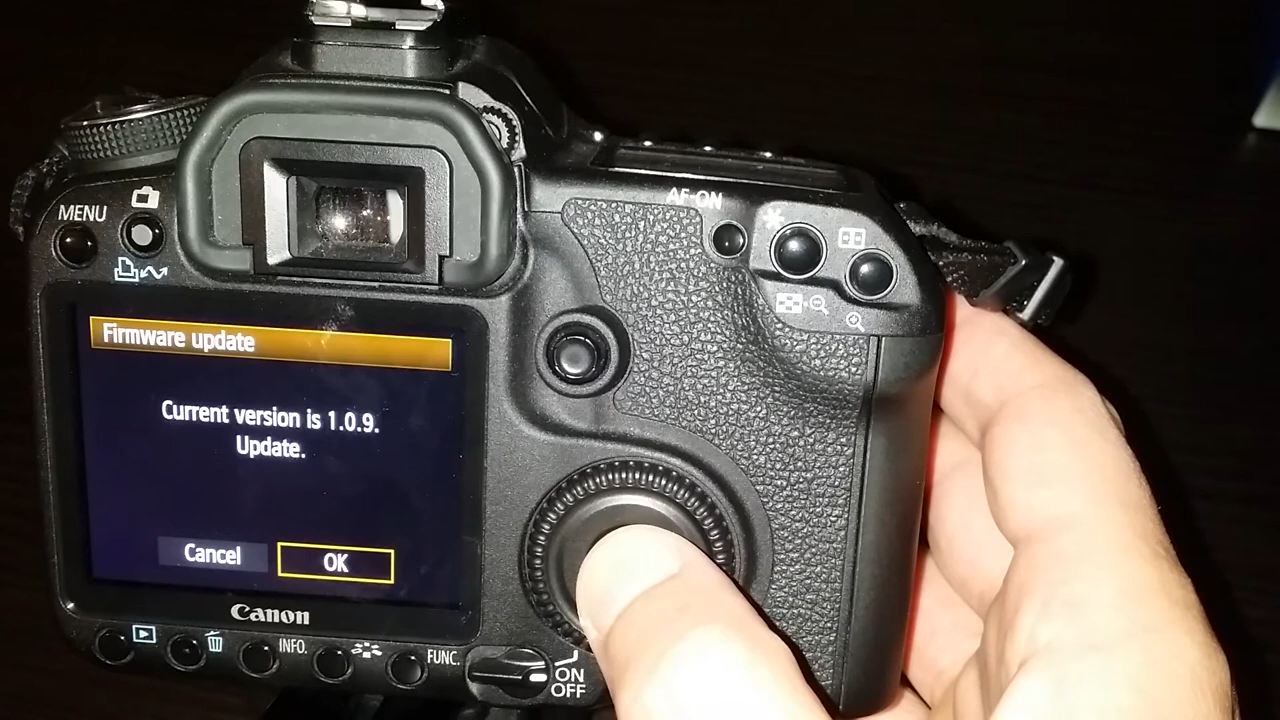 MENU
AF-ON
Firmware update
Current version is 1.0.9.
Update.
Cancel
OK
Canon
INFO.
FUNC.
ON
OFF